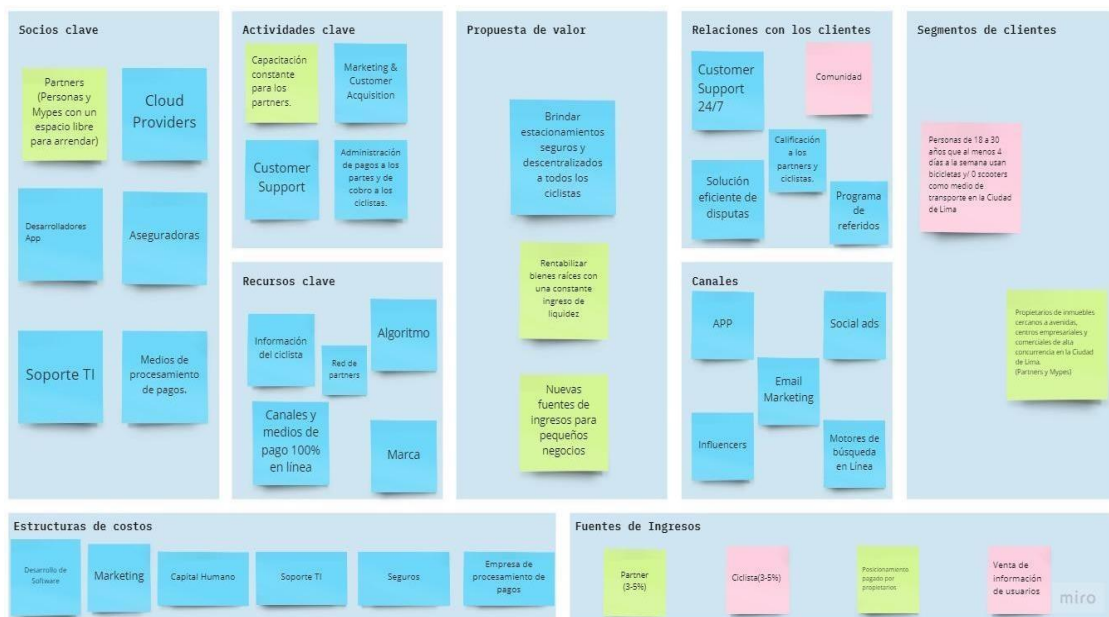 Socios clave
Partners
(Personas y
Mypes con un
espacio libre
para arrendar)
Cloud
Providers
Desarrolladores
App
Aseguradoras
Soporte TI
Medios de
procesamiento
de pagos.
Actividades clave
Capacitación
constante
para los
partners.
Marketing &
Customer
Acquisition
Customer
Support
Administración
de pagos a los
partes y de
cobro a los
ciclistas.
Recursos clave
Información
del ciclista
Red de
partners
Algoritmo
Canales y
medios de
pago 100%
en línea
Marca
Propuesta de valor
Brindar
estacionamientos
seguros y
descentralizados
a todos los
ciclistas
Rentabilizar
bienes raíces con
una constante
ingreso de
liquidez
Nuevas
fuentes de
ingresos para
pequeños
negocios
Relaciones con los clientes
Customer
Support
24/7
Comunidad
Calificación
a los
partners y
ciclistas.
Solución
eficiente de
disputas
Programa
de
referidos
Canales
APP
Social ads
Email
Marketing
Influencers
Motores de
búsqueda
en Línea
Segmentos de clientes
Personas de 18 a 30
años que al menos 4
días a la semana usan
bicicletas y/ 0 scooters
como medio de
transporte en la Ciudad
de Lima
Propietarios de inmuebles
cercanos a avenidas,
centros empresariales y
comerciales de alta
concurrencia en la Ciudad
de Lima.
(Partners y Mypes)
Estructuras de costos
Desarrollo de
Software
Marketing
Capital Humano
Soporte TI
Seguros
Empresa de
procesamiento de
pagos
Fuentes de Ingresos
Partner
(3-5%)
Ciclista(3-5%)
Posicionamiento
pagado por
propietarios
Venta de
información
de usuarios
miro